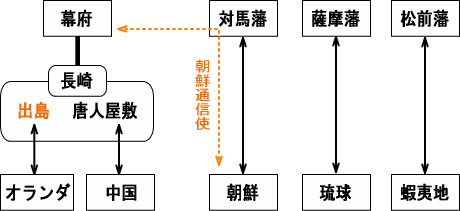 幕府
対馬藩
薩摩藩
松前藩
長崎
出島
唐人屋敷
朝鮮通信使
オランダ
中国
朝鮮
琉球
蝦夷地